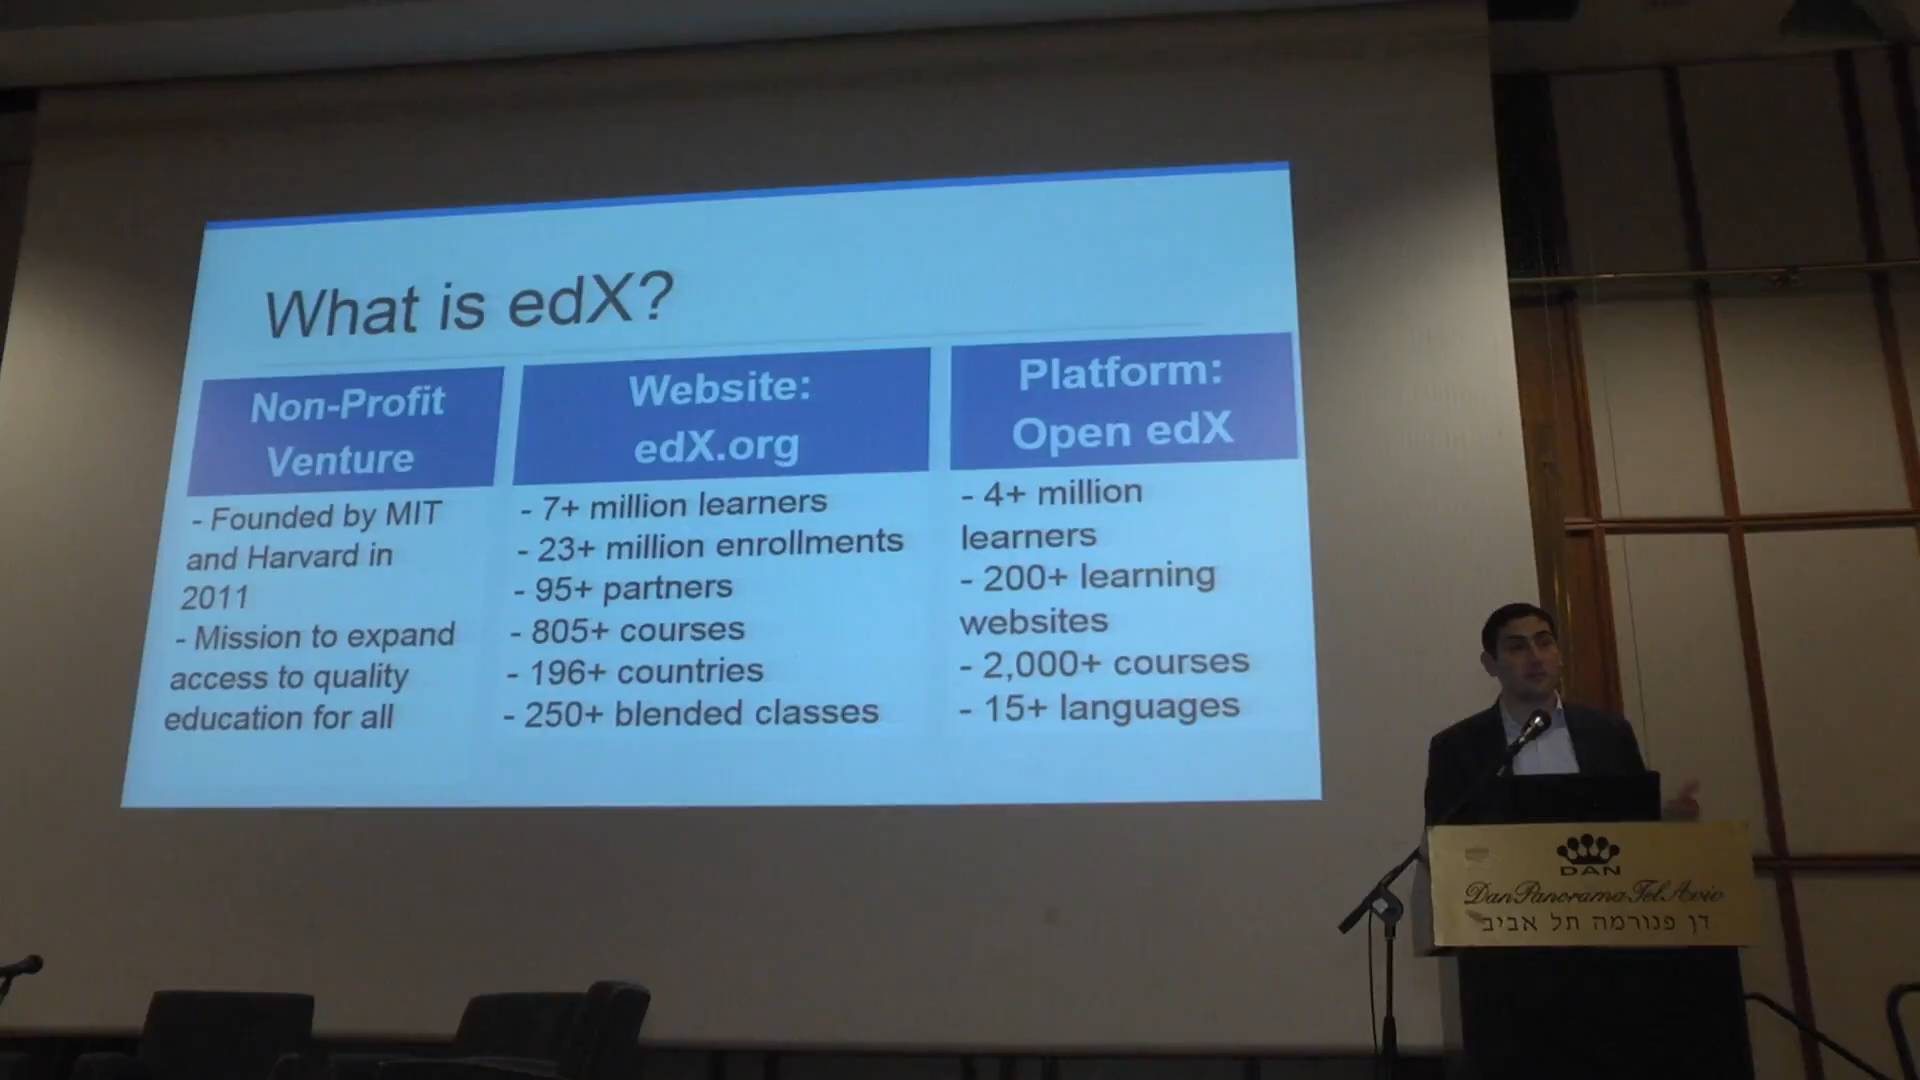 What is edX?
Non-Profit
Venture
- Founded by MIT
and Harvard in
2011
- Mission to expand
access to quality
education for all
Website:
edX.org
- 7+ million learners
- 23+ million enrollments
- 95+ partners
- 805+ courses
- 196+ countries
- 250+ blended classes
Platform:
Open edX
- 4+ million
learners
- 200+ learning
websites
- 2,000+ courses
- 15+ languages
DAN
Dan Panorama Tel Aviv
דן פנורמה תל אביב